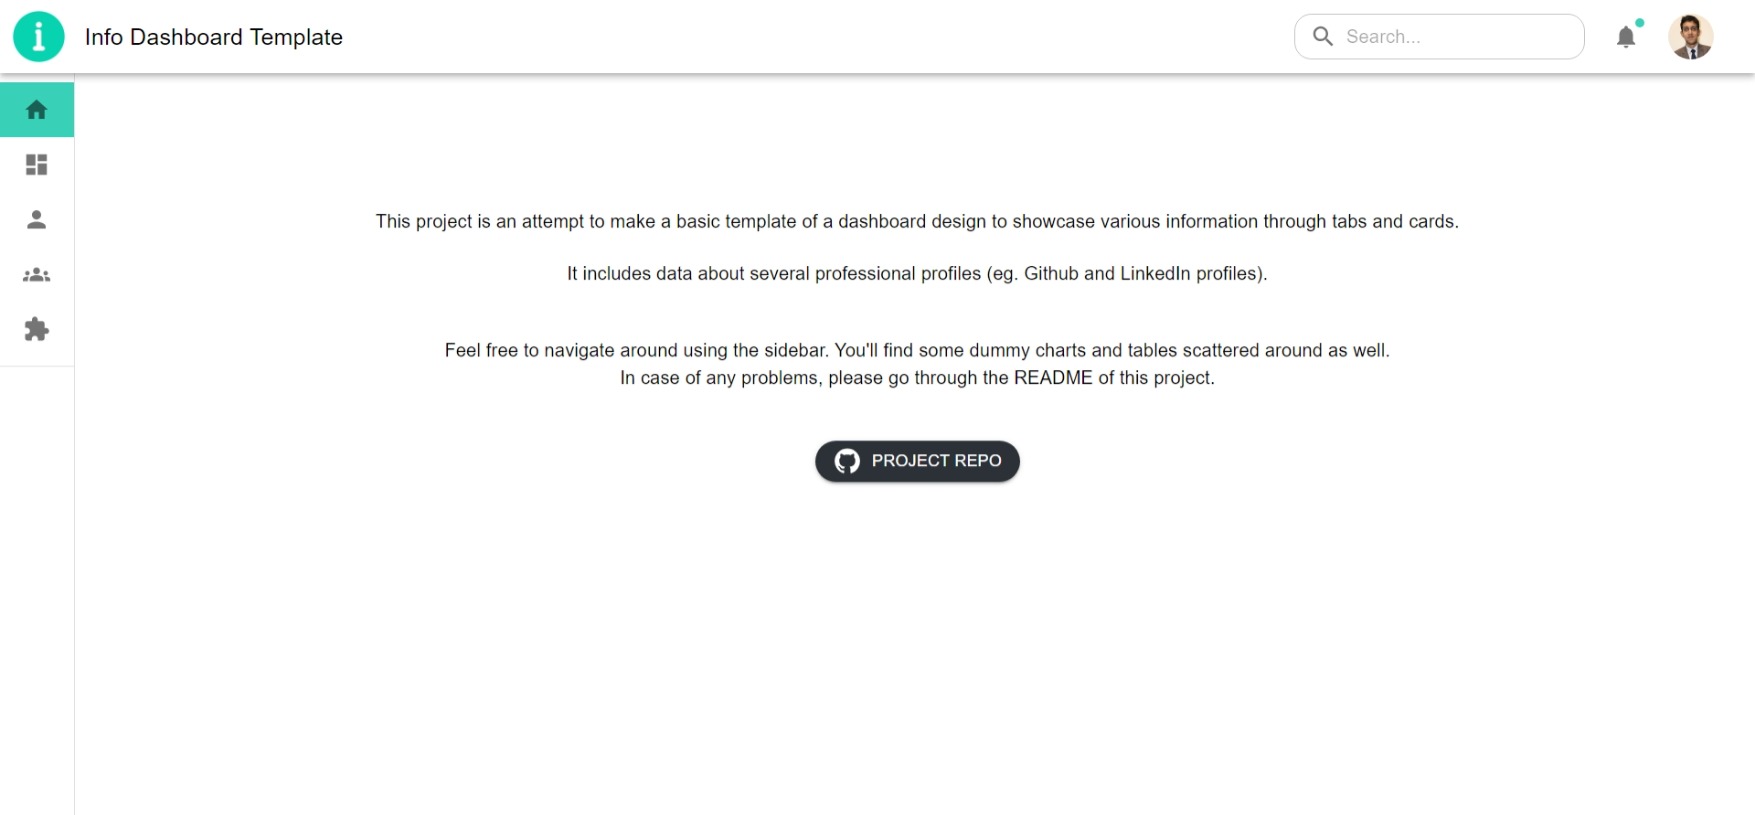 i
Info Dashboard Template
Search...
This project is an attempt to make a basic template of a dashboard design to showcase various information through tabs and cards.
It includes data about several professional profiles (eg. Github and LinkedIn profiles).
Feel free to navigate around using the sidebar. You'll find some dummy charts and tables scattered around as well.
In case of any problems, please go through the README of this project.
PROJECT REPO